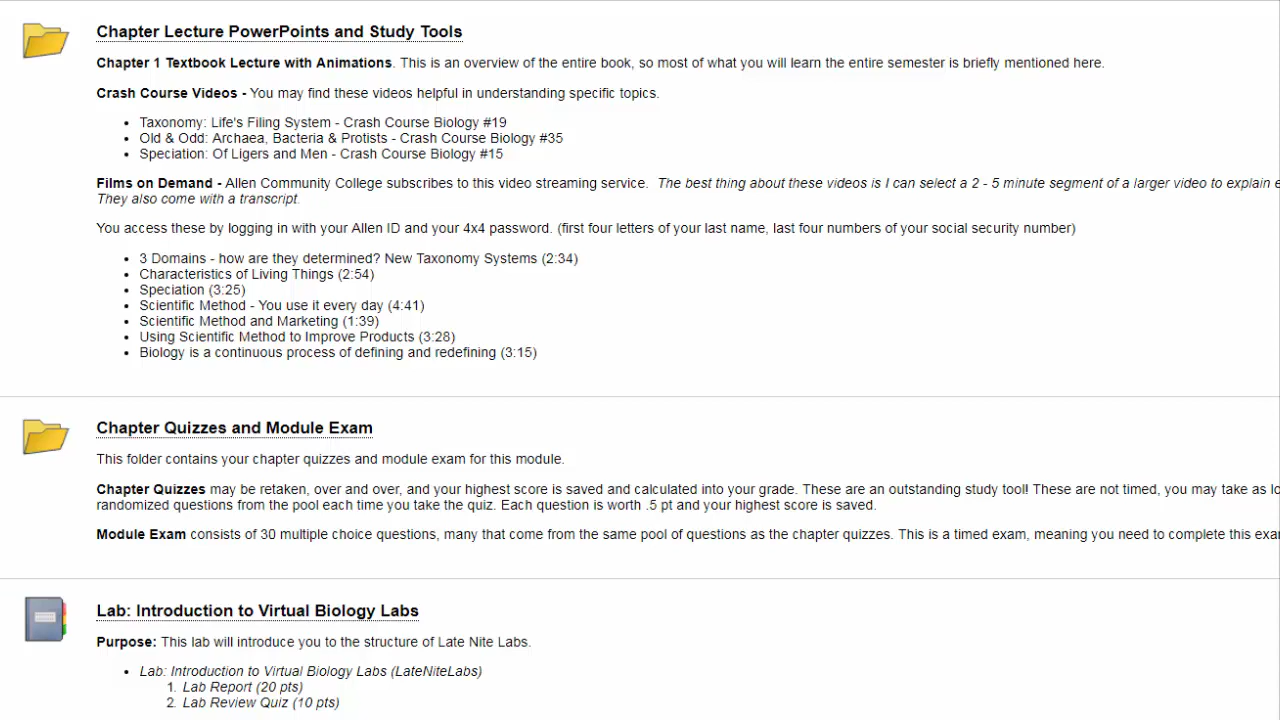 Chapter Lecture PowerPoints and Study Tools
Chapter 1 Textbook Lecture with Animations. This is an overview of the entire book, so most of what you will learn the entire semester is briefly mentioned here.
Crash Course Videos - You may find these videos helpful in understanding specific topics.
• Taxonomy: Life's Filing System - Crash Course Biology #19
• Old & Odd: Archaea, Bacteria & Protists - Crash Course Biology #35
• Speciation: Of Ligers and Men - Crash Course Biology #15
Films on Demand - Allen Community College subscribes to this video streaming service. The best thing about these videos is I can select a 2 - 5 minute segment of a larger video to explain
They also come with a transcript.
You access these by logging in with your Allen ID and your 4x4 password. (first four letters of your last name, last four numbers of your social security number)
• 3 Domains - how are they determined? New Taxonomy Systems (2:34)
• Characteristics of Living Things (2:54)
• Speciation (3:25)
• Scientific Method - You use it every day (4:41)
• Scientific Method and Marketing (1:39)
• Using Scientific Method to Improve Products (3:28)
• Biology is a continuous process of defining and redefining (3:15)
Chapter Quizzes and Module Exam
This folder contains your chapter quizzes and module exam for this module.
Chapter Quizzes may be retaken, over and over, and your highest score is saved and calculated into your grade. These are an outstanding study tool! These are not timed, you may take as
randomized questions from the pool each time you take the quiz. Each question is worth .5 pt and your highest score is saved.
Module Exam consists of 30 multiple choice questions, many that come from the same pool of questions as the chapter quizzes. This is a timed exam, meaning you need to complete this
Lab: Introduction to Virtual Biology Labs
Purpose: This lab will introduce you to the structure of Late Nite Labs.
• Lab: Introduction to Virtual Biology Labs (LateNiteLabs)
1. Lab Report (20 pts)
2. Lab Review Quiz (10 pts)